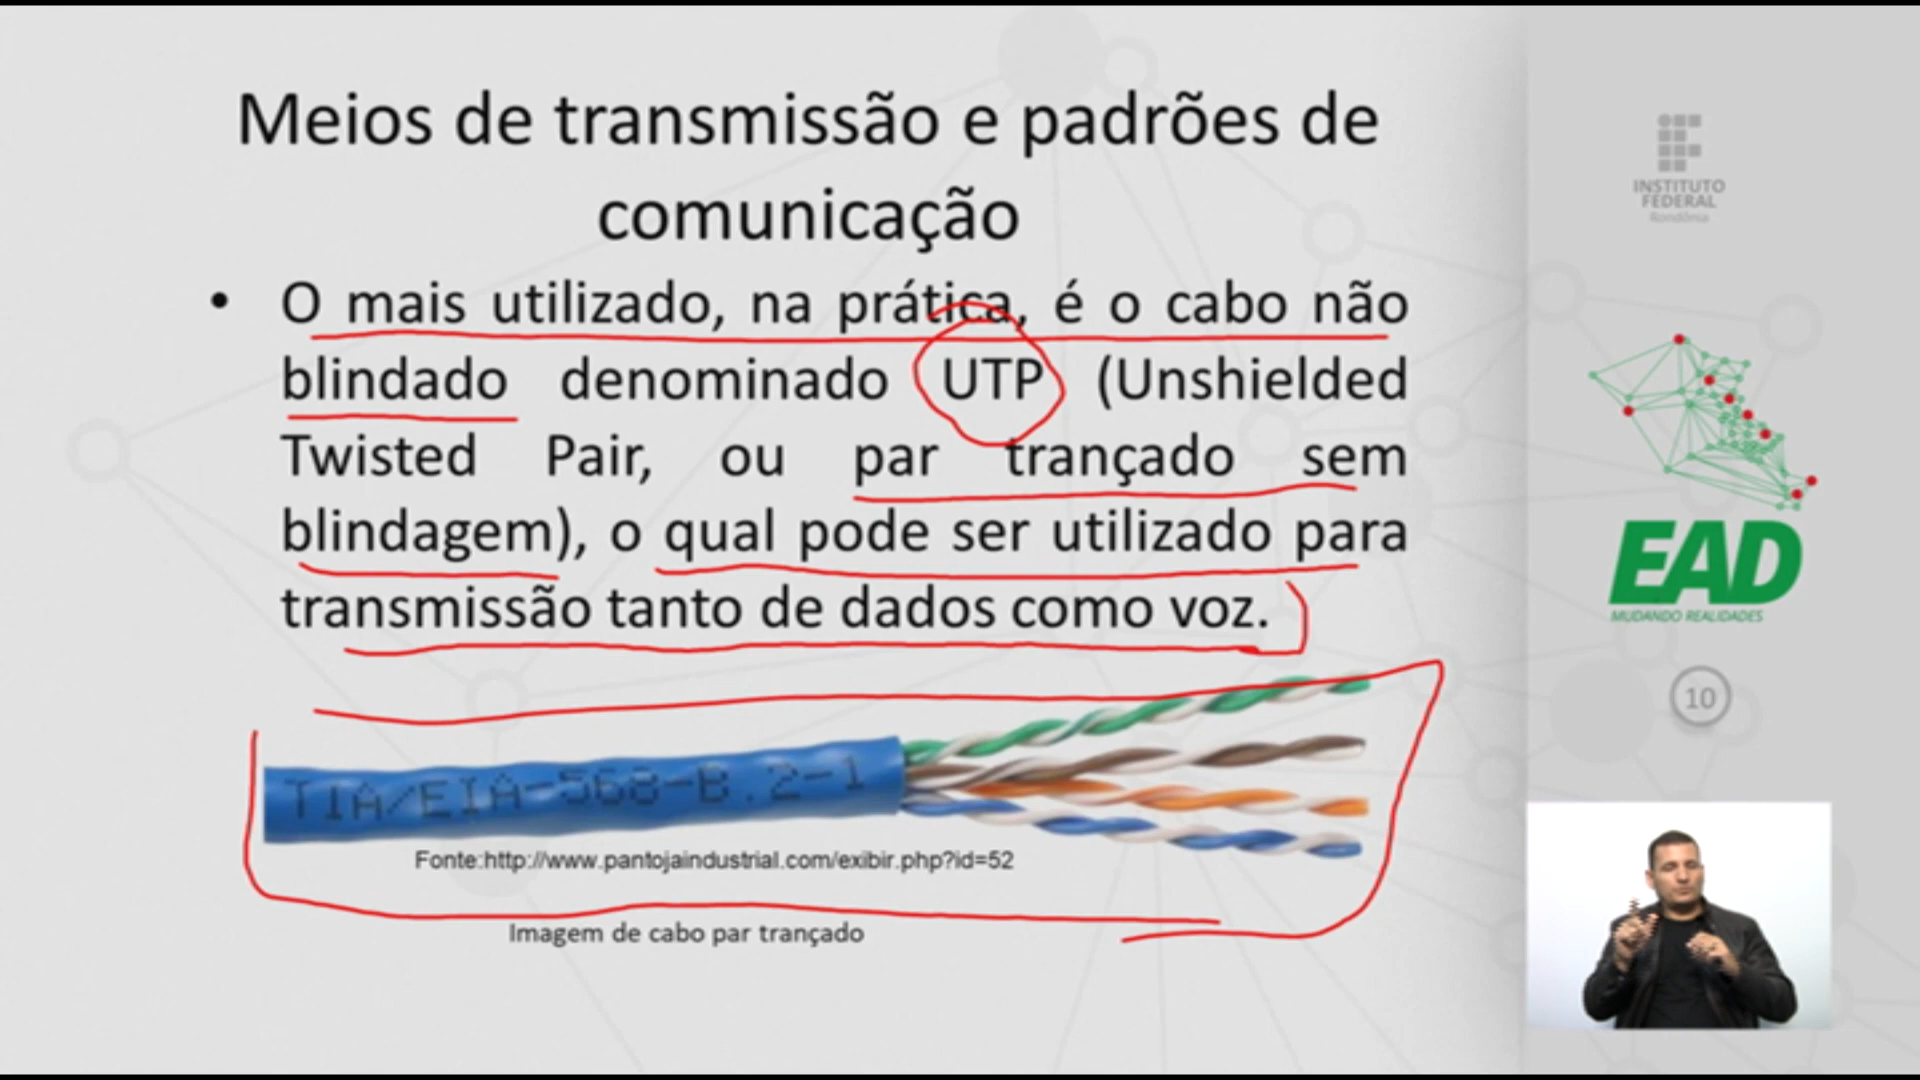 Meios de transmissão e padrões de
comunicação
• O mais utilizado, na prática, é o cabo não
blindado denominado UTP (Unshielded
Twisted Pair, ou par trançado sem
blindagem), o qual pode ser utilizado para
transmissão tanto de dados como voz.
TIA/EIA-568-B.2-1
Fonte:http://www.pantojaindustrial.com/exibir.php?id=52
Imagem de cabo par trançado
INSTITUTO
FEDERAL
Rondônia
EAD
MUDANDO REALIDADES
10